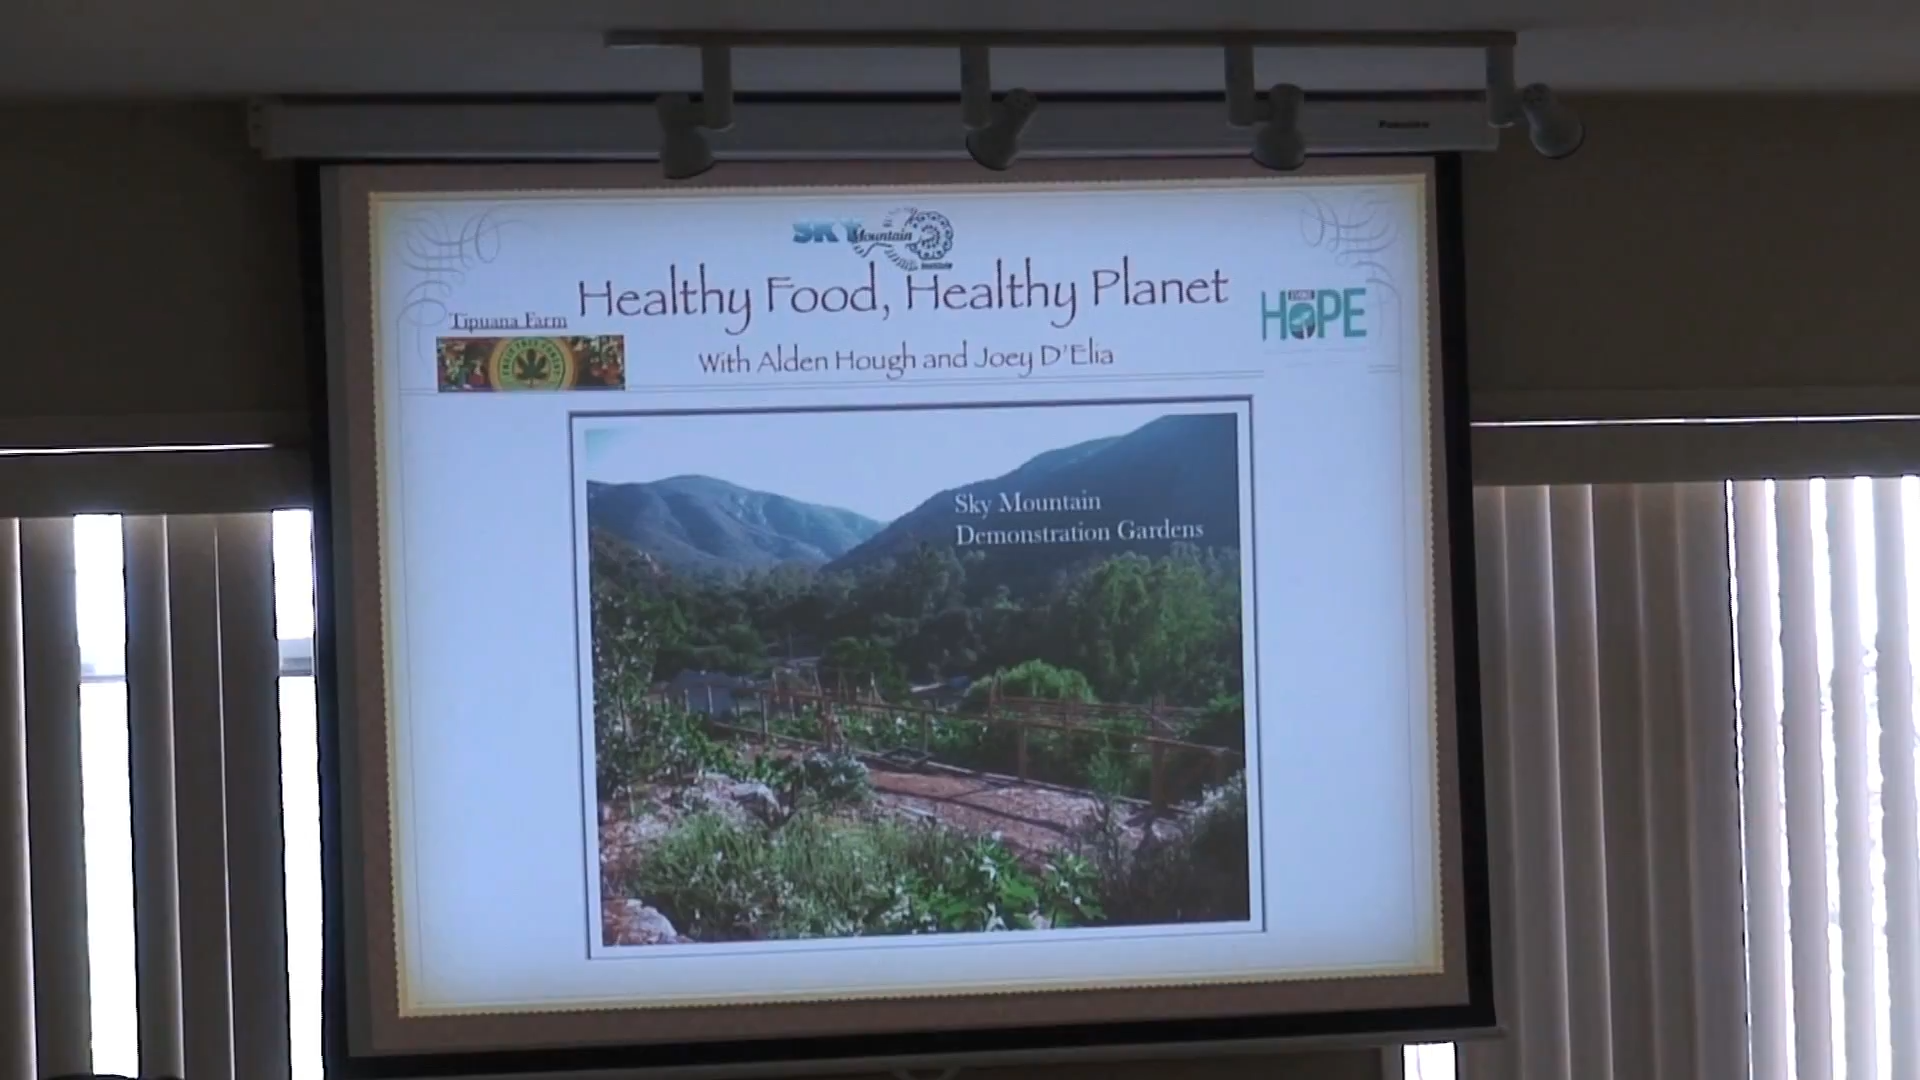 SKY
Mountain
Institute
Healthy Food, Healthy Planet
Tipuana Farm
HOPE
With Alden Hough and Joey D'Elia
Sky Mountain
Demonstration Gardens